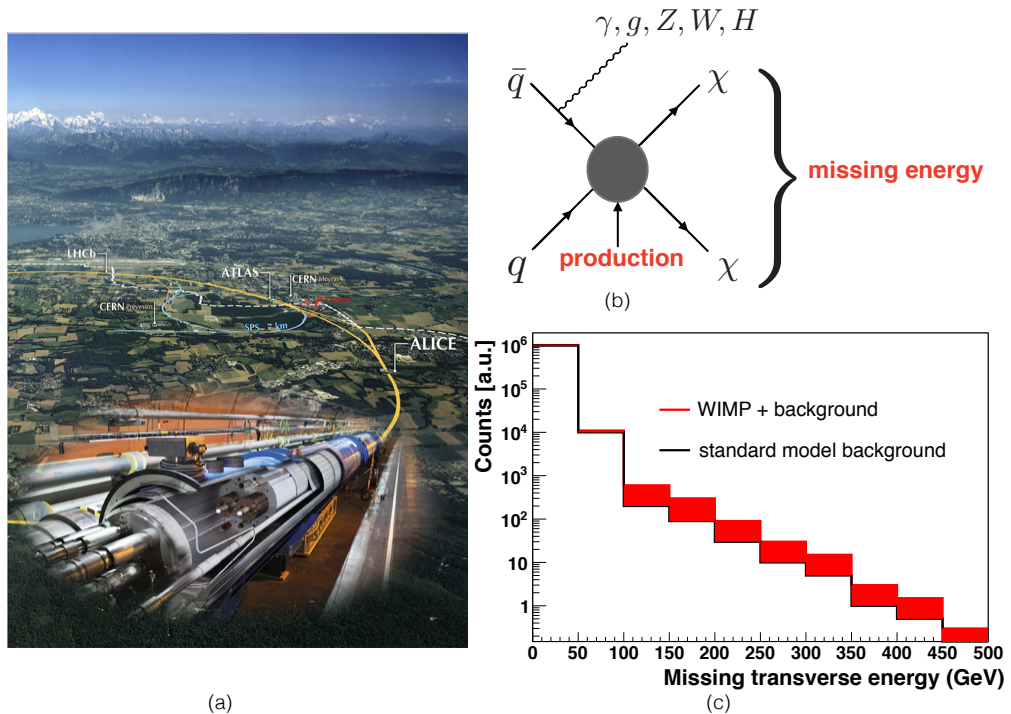 LHCb
ATLAS
CERN Meyrin
CERN Prévessin
SPS - 7 km
ALICE
(a)
γ, g, Z, W, H
q̄
χ
missing energy
q
production
χ
(b)
Counts [a.u.]
10⁶
10⁵
10⁴
10³
10²
10
1
WIMP + background
standard model background
0 50 100 150 200 250 300 350 400 450 500
Missing transverse energy (GeV)
(c)